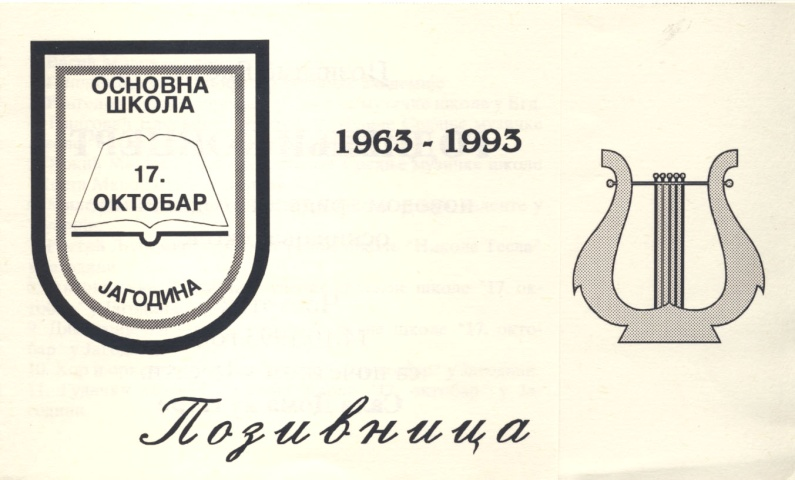 ОСНОВНА
ШКОЛА
17.
ОКТОБАР
ЈАГОДИНА
1963 - 1993
Позивница